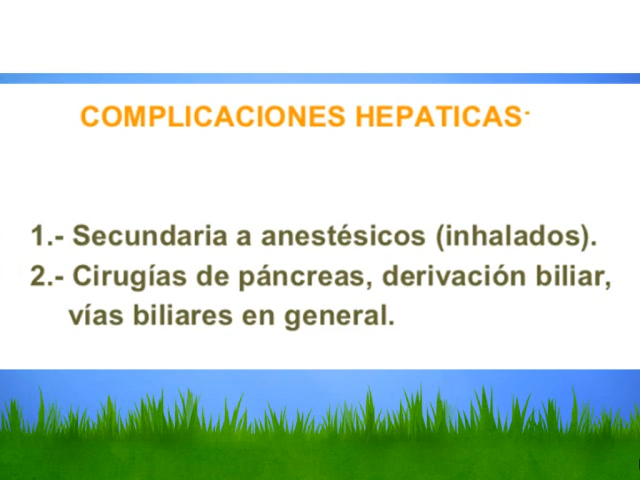 COMPLICACIONES HEPATICAS.
1.- Secundaria a anestésicos (inhalados).
2.- Cirugías de páncreas, derivación biliar,
vías biliares en general.